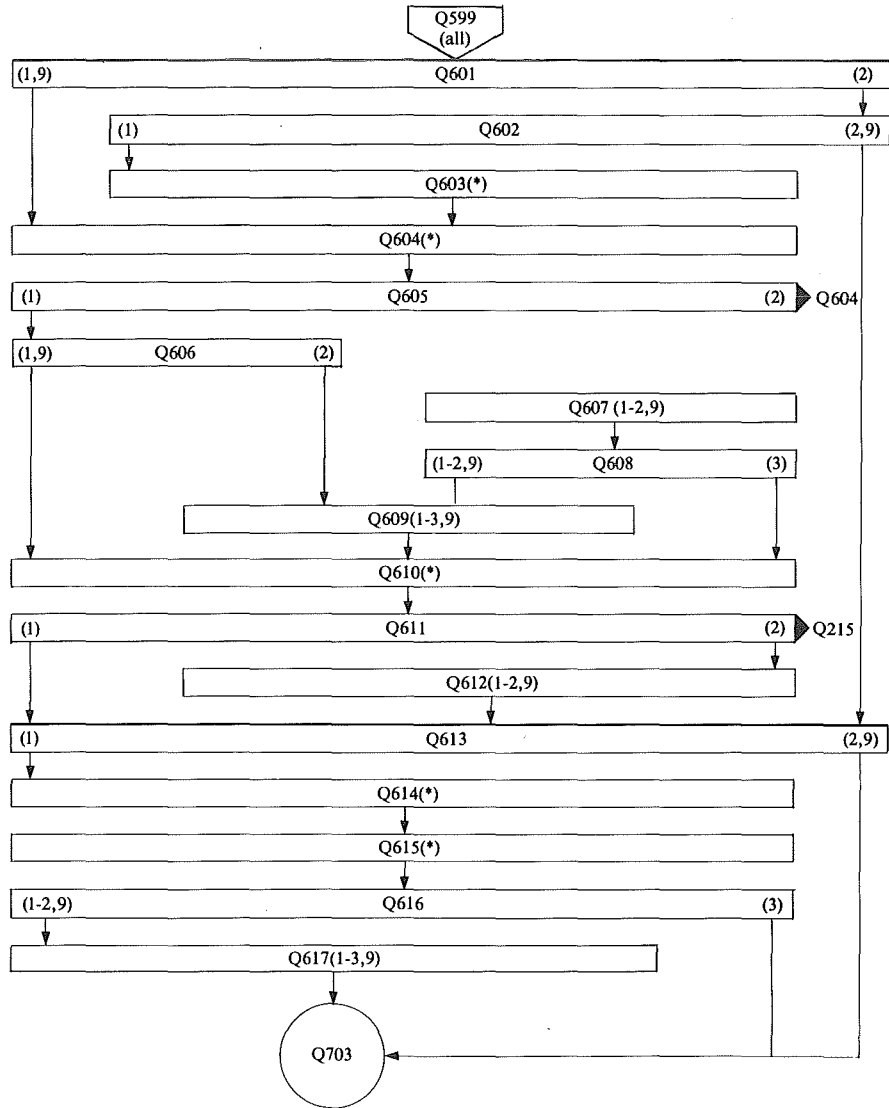 Q599
(all)
(1,9) Q601 (2)
(1) Q602 (2,9)
Q603(*)
Q604(*)
(1) Q605 (2) Q604
(1,9) Q606 (2)
Q607 (1-2,9)
(1-2,9) Q608 (3)
Q609(1-3,9)
Q610(*)
(1) Q611 (2) Q215
Q612(1-2,9)
(1) Q613 (2,9)
Q614(*)
Q615(*)
(1-2,9) Q616 (3)
Q617(1-3,9)
Q703